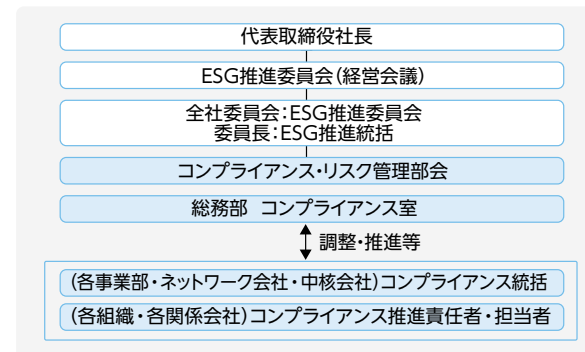 代表取締役社長
ESG推進委員会(経営会議)
全社委員会:ESG推進委員会
委員長:ESG推進統括
コンプライアンス・リスク管理部会
総務部 コンプライアンス室
調整・推進等
(各事業部・ネットワーク会社・中核会社)コンプライアンス統括
(各組織・各関係会社)コンプライアンス推進責任者・担当者